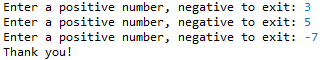 Enter a positive number, negative to exit: 3
Enter a positive number, negative to exit: 5
Enter a positive number, negative to exit: -7
Thank you!